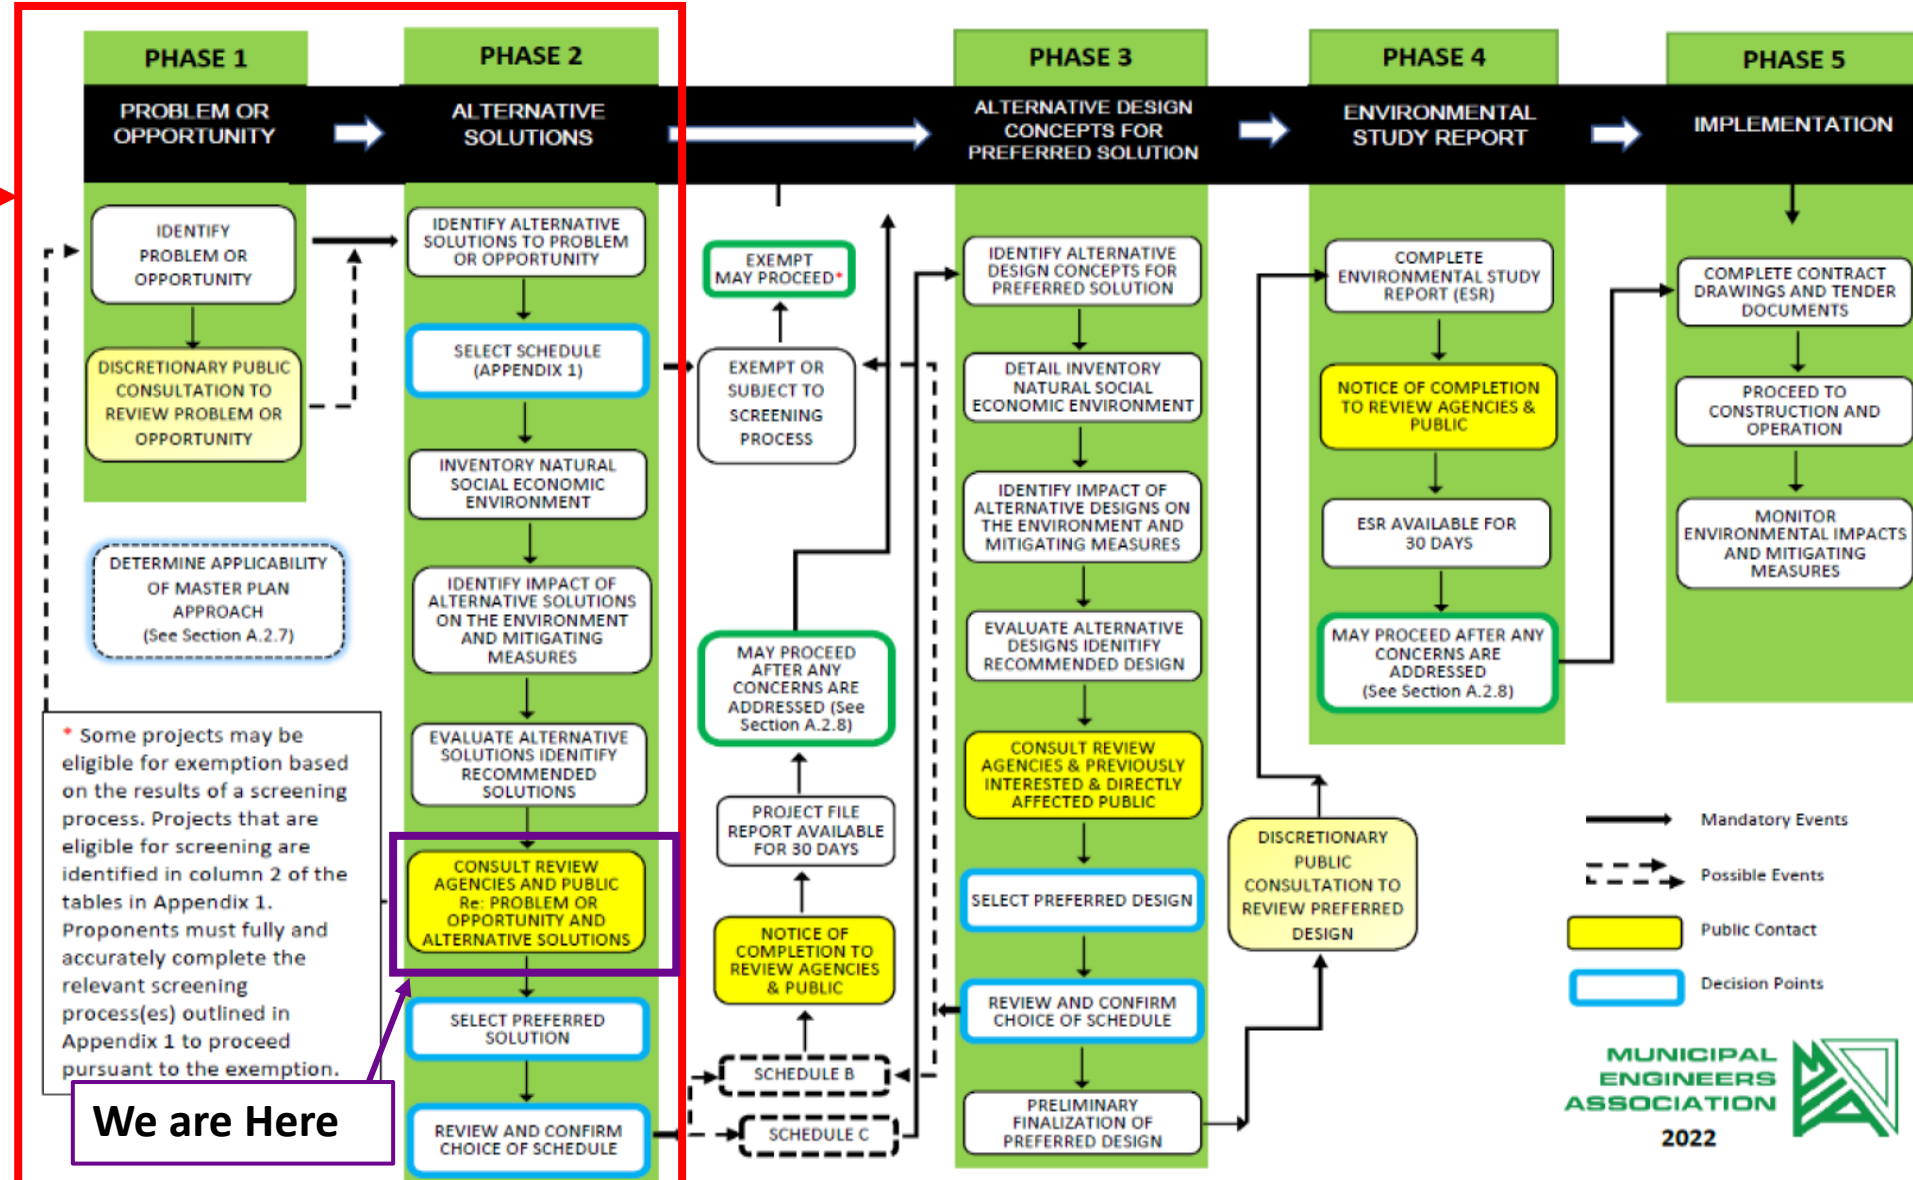 PHASE 1
PROBLEM OR
OPPORTUNITY
IDENTIFY
PROBLEM OR
OPPORTUNITY
DISCRETIONARY PUBLIC
CONSULTATION TO
REVIEW PROBLEM OR
OPPORTUNITY
DETERMINE APPLICABILITY
OF MASTER PLAN
APPROACH
(See Section A.2.7)
* Some projects may be
eligible for exemption based
on the results of a screening
process. Projects that are
eligible for screening are
identified in column 2 of the
tables in Appendix 1.
Proponents must fully and
accurately complete the
relevant screening
process(es) outlined in
Appendix 1 to proceed
pursuant to the exemption.
We are Here
PHASE 2
ALTERNATIVE
SOLUTIONS
IDENTIFY ALTERNATIVE
SOLUTIONS TO PROBLEM
OR OPPORTUNITY
SELECT SCHEDULE
(APPENDIX 1)
INVENTORY NATURAL
SOCIAL ECONOMIC
ENVIRONMENT
IDENTIFY IMPACT OF
ALTERNATIVE SOLUTIONS
ON THE ENVIRONMENT
AND MITIGATING
MEASURES
EVALUATE ALTERNATIVE
SOLUTIONS IDENITIFY
RECOMMENDED
SOLUTIONS
CONSULT REVIEW
AGENCIES AND PUBLIC
Re: PROBLEM OR
OPPORTUNITY AND
ALTERNATIVE SOLUTIONS
SELECT PREFERRED
SOLUTION
REVIEW AND CONFIRM
CHOICE OF SCHEDULE
EXEMPT
MAY PROCEED*
EXEMPT OR
SUBJECT TO
SCREENING
PROCESS
MAY PROCEED
AFTER ANY
CONCERNS ARE
ADDRESSED (See
Section A.2.8)
PROJECT FILE
REPORT AVAILABLE
FOR 30 DAYS
NOTICE OF
COMPLETION TO
REVIEW AGENCIES
& PUBLIC
SCHEDULE B
SCHEDULE C
PHASE 3
ALTERNATIVE DESIGN
CONCEPTS FOR
PREFERRED SOLUTION
IDENTIFY ALTERNATIVE
DESIGN CONCEPTS FOR
PREFERRED SOLUTION
DETAIL INVENTORY
NATURAL SOCIAL
ECONOMIC ENVIRONMENT
IDENTIFY IMPACT OF
ALTERNATIVE DESIGNS ON
THE ENVIRONMENT AND
MITIGATING MEASURES
EVALUATE ALTERNATIVE
DESIGNS IDENITIFY
RECOMMENDED DESIGN
CONSULT REVIEW
AGENCIES & PREVIOUSLY
INTERESTED & DIRECTLY
AFFECTED PUBLIC
SELECT PREFERRED DESIGN
REVIEW AND CONFIRM
CHOICE OF SCHEDULE
PRELIMINARY
FINALIZATION OF
PREFERRED DESIGN
DISCRETIONARY
PUBLIC
CONSULTATION TO
REVIEW PREFERRED
DESIGN
PHASE 4
ENVIRONMENTAL
STUDY REPORT
COMPLETE
ENVIRONMENTAL STUDY
REPORT (ESR)
NOTICE OF COMPLETION
TO REVIEW AGENCIES &
PUBLIC
ESR AVAILABLE FOR
30 DAYS
MAY PROCEED AFTER ANY
CONCERNS ARE
ADDRESSED
(See Section A.2.8)
PHASE 5
IMPLEMENTATION
COMPLETE CONTRACT
DRAWINGS AND TENDER
DOCUMENTS
PROCEED TO
CONSTRUCTION AND
OPERATION
MONITOR
ENVIRONMENTAL IMPACTS
AND MITIGATING
MEASURES
Mandatory Events
Possible Events
Public Contact
Decision Points
MUNICIPAL
ENGINEERS
ASSOCIATION
2022